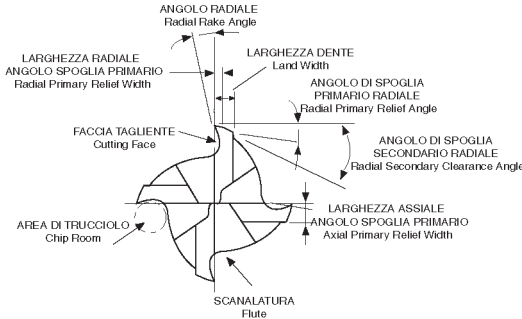 ANGOLO RADIALE
Radial Rake Angle
LARGHEZZA RADIALE
ANGOLO SPOGLIA PRIMARIO
Radial Primary Relief Width
LARGHEZZA DENTE
Land Width
ANGOLO DI SPOGLIA
PRIMARIO RADIALE
Radial Primary Relief Angle
FACCIA TAGLIENTE
Cutting Face
ANGOLO DI SPOGLIA
SECONDARIO RADIALE
Radial Secondary Clearance Angle
AREA DI TRUCCIOLO
Chip Room
LARGHEZZA ASSIALE
ANGOLO SPOGLIA PRIMARIO
Axial Primary Relief Width
SCANALATURA
Flute